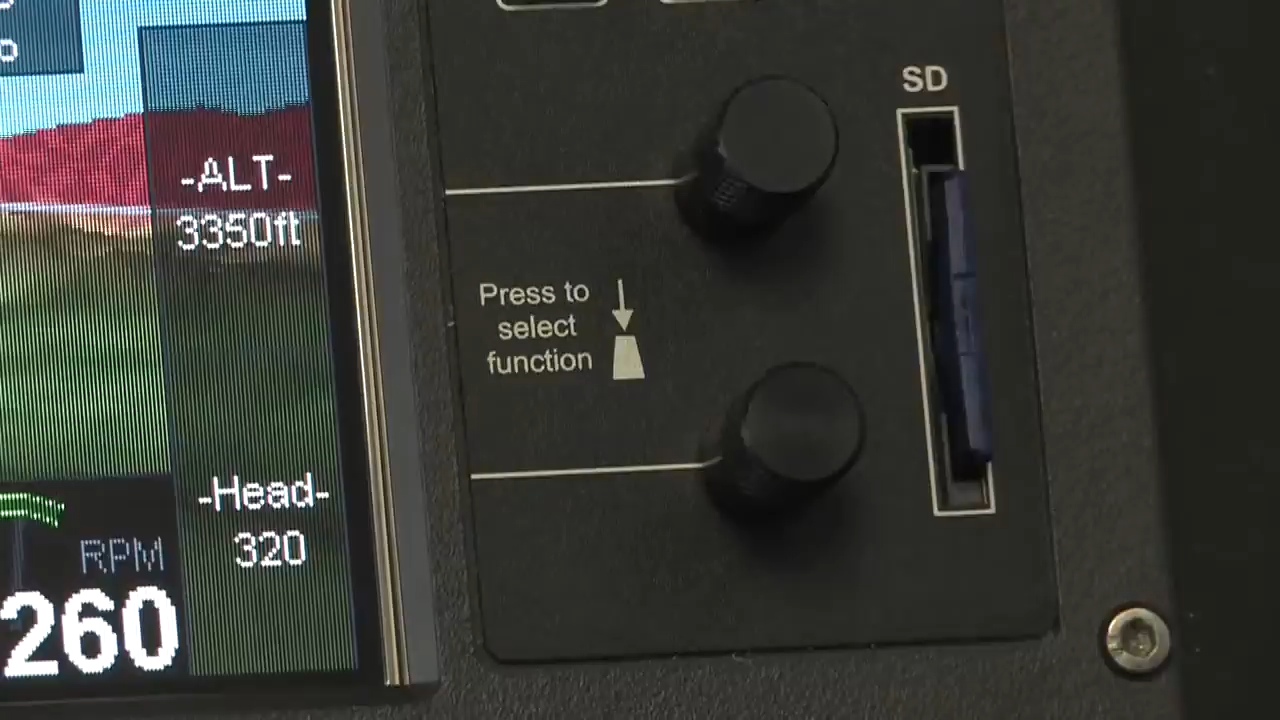 SD
-ALT-
3350ft
Press to
select
function
-Head-
320
RPM
260